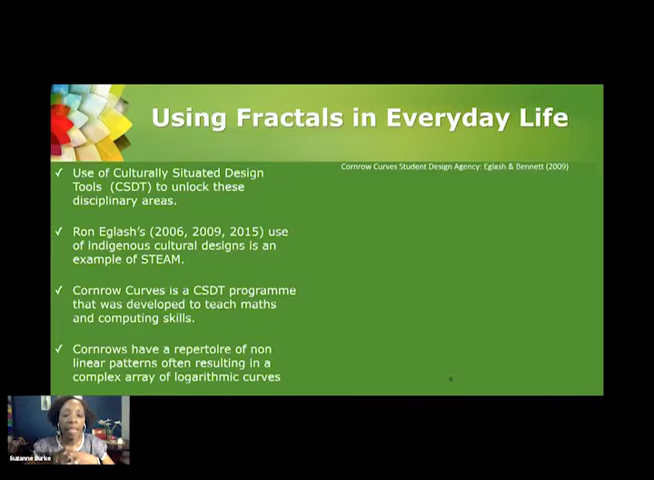 Using Fractals in Everyday Life
Cornrow Curves Student Design Agency: Eglash & Bennett (2009)
✓ Use of Culturally Situated Design
Tools (CSDT) to unlock these
disciplinary areas.
✓ Ron Eglash's (2006, 2009, 2015) use
of indigenous cultural designs is an
example of STEAM.
✓ Cornrow Curves is a CSDT programme
that was developed to teach maths
and computing skills.
✓ Cornrows have a repertoire of non
linear patterns often resulting in a
complex array of logarithmic curves
Suzanne Burke